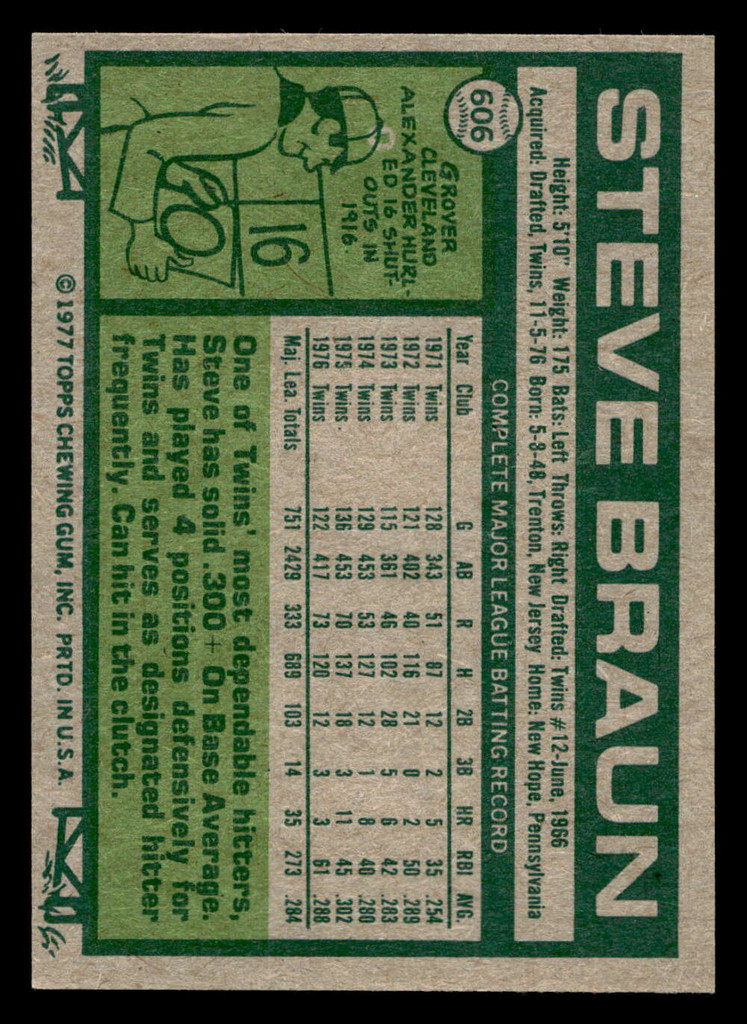 STEVE BRAUN
606
Height: 5'10" Weight: 175 Bats: Left Throws: Right Drafted: Twins #12-June, 1966
Acquired: Drafted, Twins, 11-5-76 Born: 5-8-48, Trenton, New Jersey Home: New Hope, Pennsylvania
COMPLETE MAJOR LEAGUE BATTING RECORD
Year Club G AB R H 2B 3B HR RBI AVG.
1971 Twins 128 343 51 87 12 2 5 35 .254
1972 Twins 121 402 40 116 21 0 2 50 .289
1973 Twins 115 361 46 102 28 5 6 42 .283
1974 Twins 129 453 53 127 12 1 8 40 .280
1975 Twins 136 453 70 137 18 3 11 45 .302
1976 Twins 122 417 73 120 12 3 3 61 .288
Maj. Lea. Totals 751 2429 333 689 103 14 35 273 .284
GROVER
CLEVELAND
ALEXANDER HURL-
ED 16 SHUT-
OUTS IN
1916.
16
0
One of Twins' most dependable hitters,
Steve has solid .300+ On Base Average.
Has played 4 positions defensively for
Twins and serves as designated hitter
frequently. Can hit in the clutch.
© 1977 TOPPS CHEWING GUM, INC. PRTD. IN U.S.A.